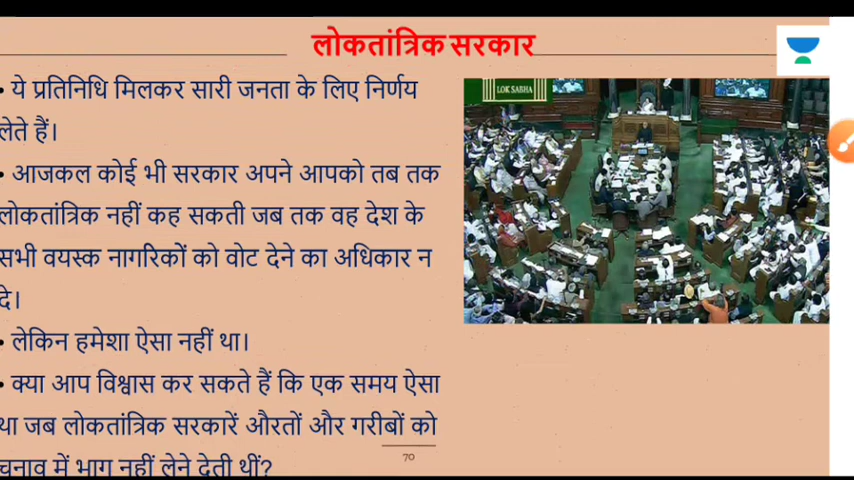 लोकतांत्रिक सरकार
• ये प्रतिनिधि मिलकर सारी जनता के लिए निर्णय
लेते हैं।
• आजकल कोई भी सरकार अपने आपको तब तक
लोकतांत्रिक नहीं कह सकती जब तक वह देश के
सभी वयस्क नागरिकों को वोट देने का अधिकार न
दे।
• लेकिन हमेशा ऐसा नहीं था।
• क्या आप विश्वास कर सकते हैं कि एक समय ऐसा
था जब लोकतांत्रिक सरकारें औरतों और गरीबों को
चनाव में भाग नहीं लेने देती थीं?
LOK SABHA
70